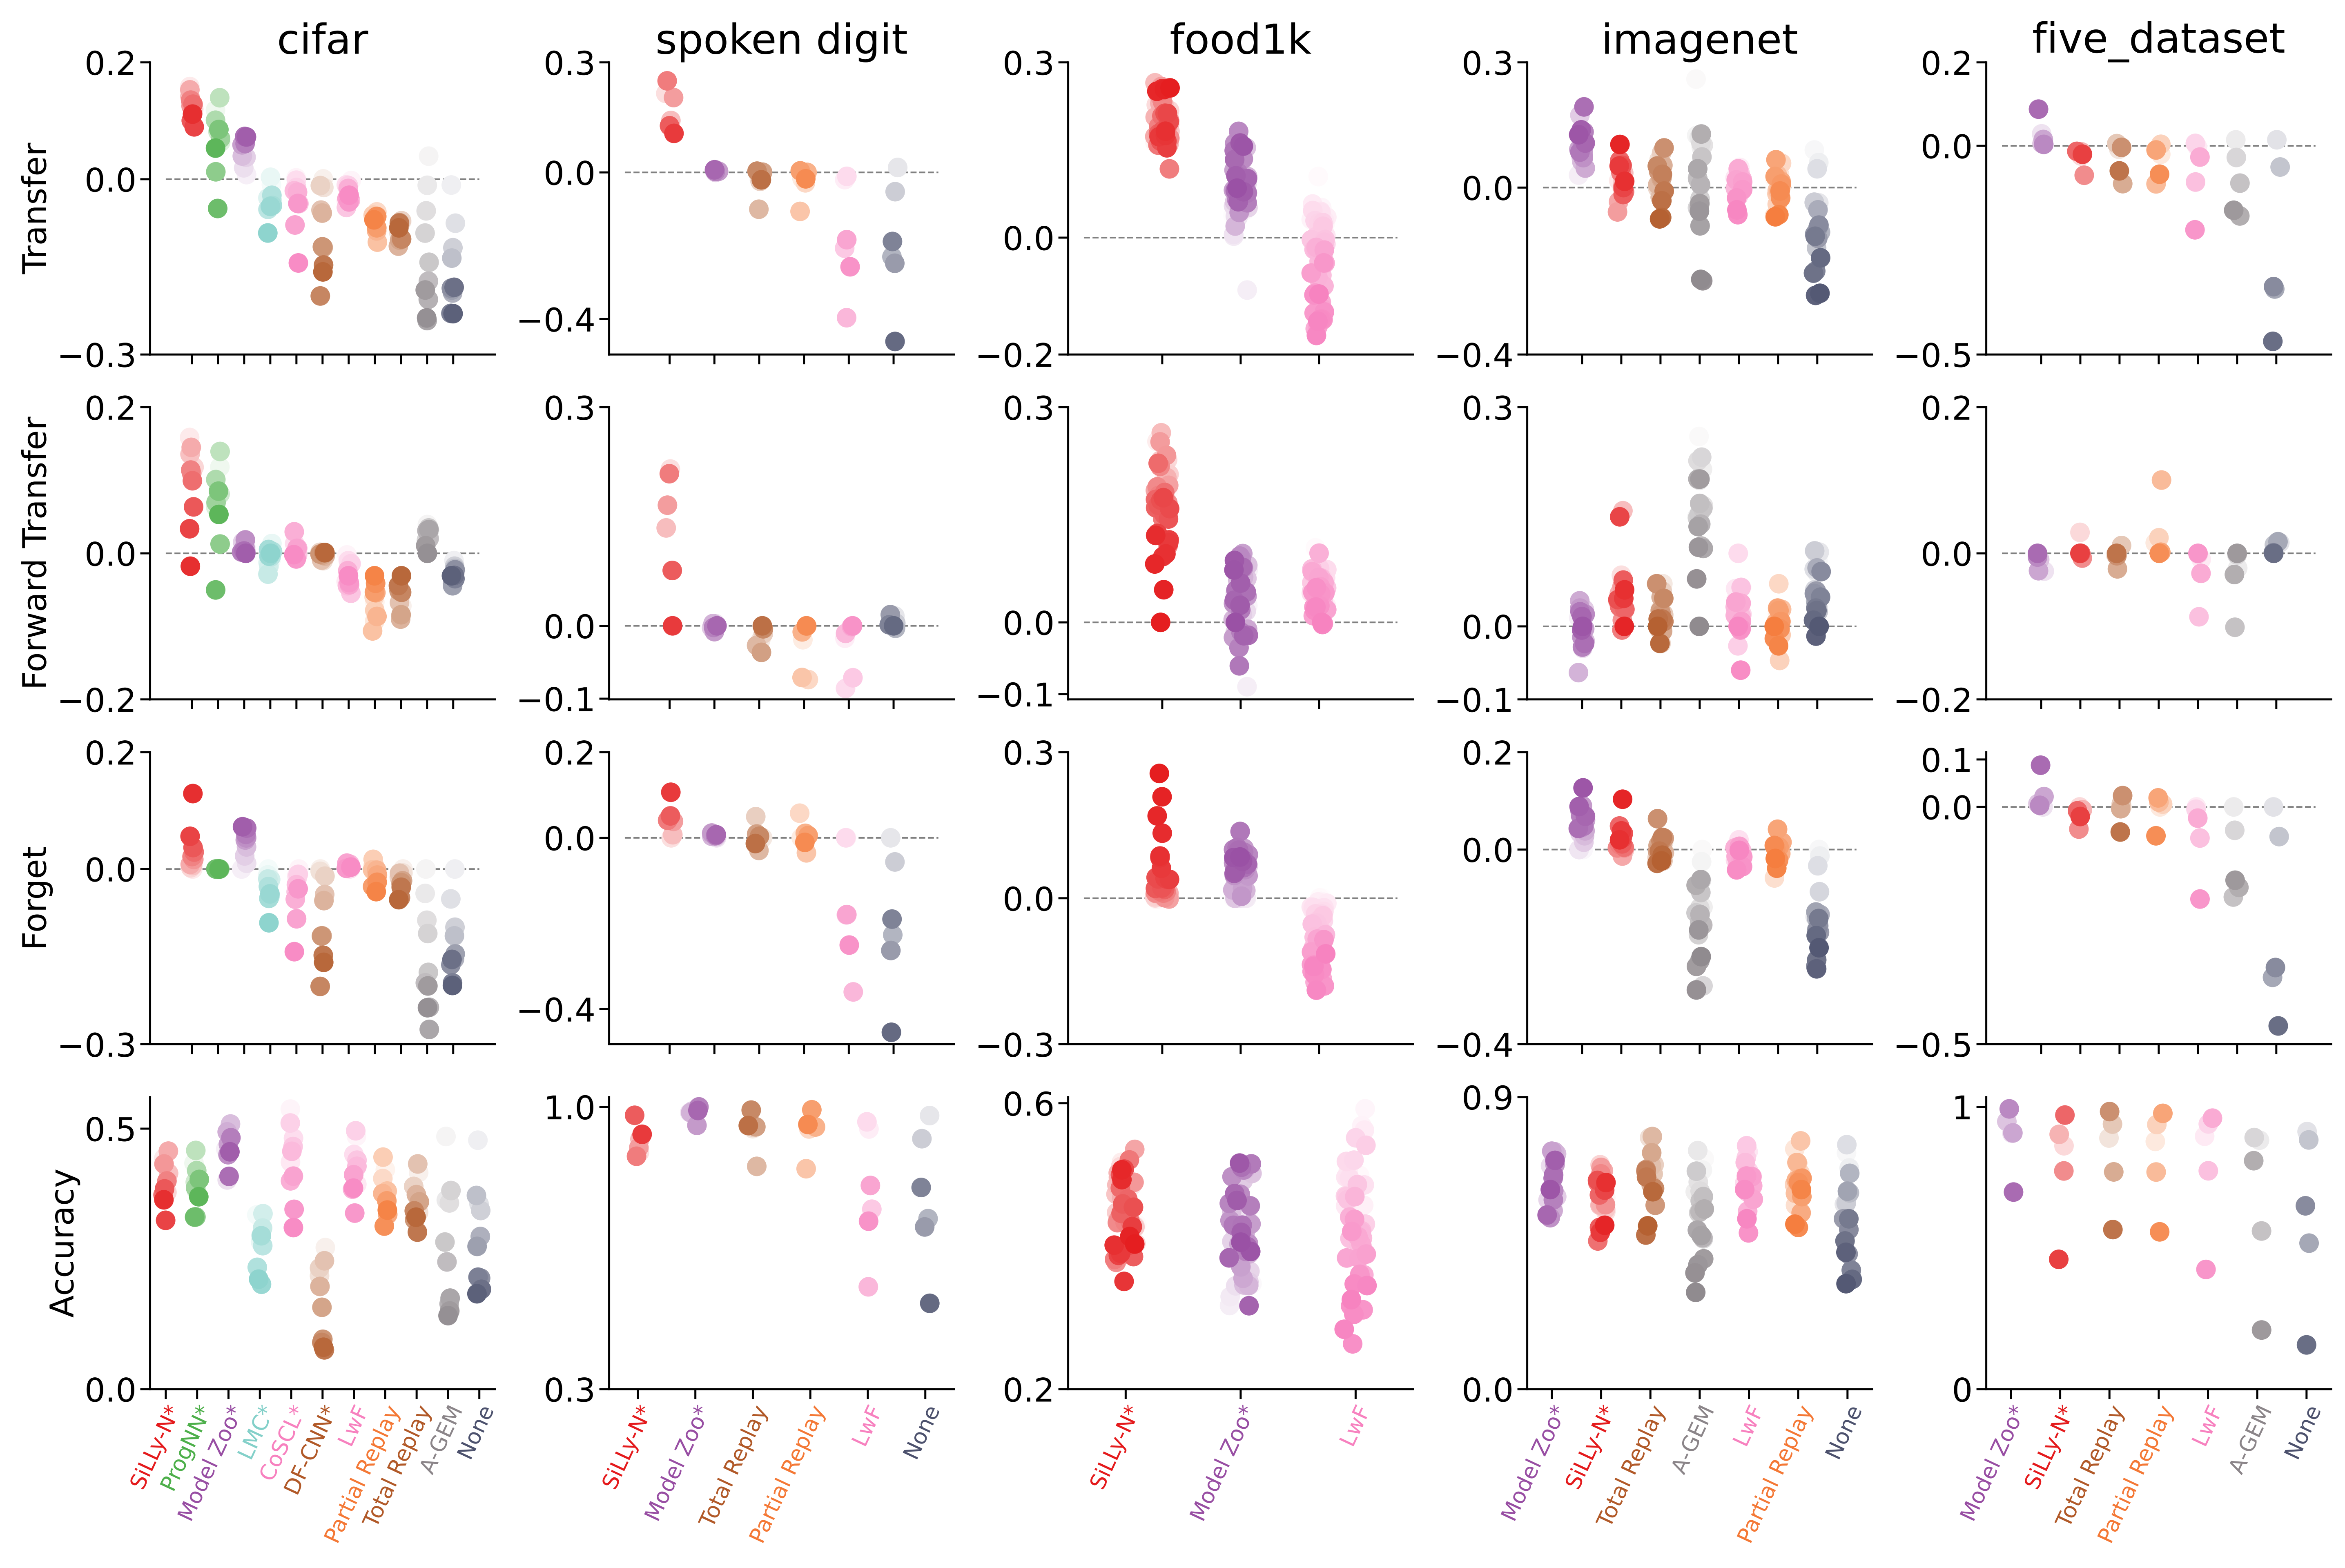 cifar
spoken digit
food1k
imagenet
five_dataset
Transfer
0.2
0.0
−0.3
0.3
0.0
−0.4
0.3
0.0
−0.2
0.3
0.0
−0.4
0.2
0.0
−0.5
Forward Transfer
0.2
0.0
−0.2
0.3
0.0
−0.1
0.3
0.0
−0.1
0.3
0.0
−0.1
0.2
0.0
−0.2
Forget
0.2
0.0
−0.3
0.2
0.0
−0.4
0.3
0.0
−0.3
0.2
0.0
−0.4
0.1
0.0
−0.5
Accuracy
0.5
0.0
1.0
0.3
0.6
0.2
0.9
0.0
1
0
SiLLy-N*
ProgNN*
Model Zoo*
LMC*
CoSCL*
DF-CNN*
LwF
Partial Replay
Total Replay
A-GEM
None
SiLLy-N*
Model Zoo*
Total Replay
Partial Replay
LwF
None
SiLLy-N*
Model Zoo*
LwF
Model Zoo*
SiLLy-N*
Total Replay
A-GEM
LwF
Partial Replay
None
Model Zoo*
SiLLy-N*
Total Replay
Partial Replay
LwF
A-GEM
None